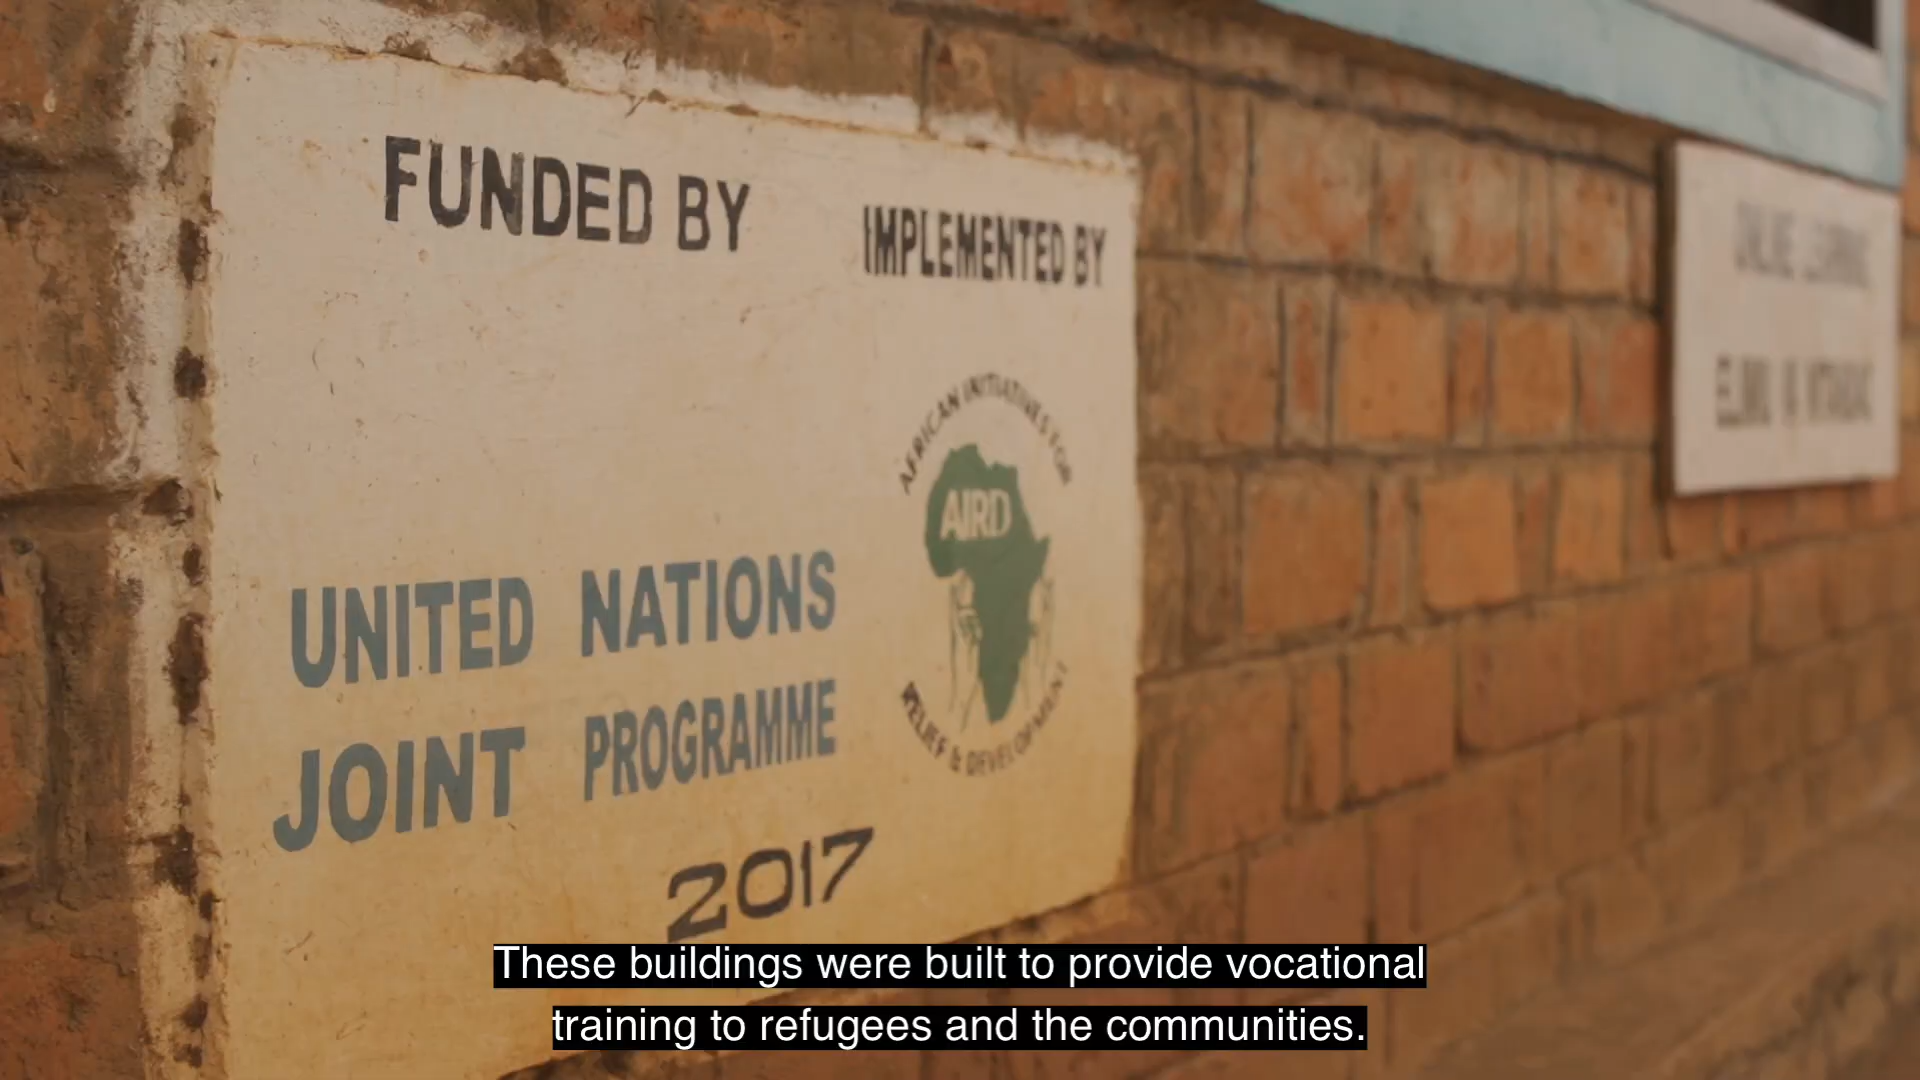 FUNDED BY
IMPLEMENTED BY
AFRICAN INITIATIVES FOR
AIRD
RELIEF & DEVELOPMENT
UNITED NATIONS
JOINT PROGRAMME
2017
These buildings were built to provide vocational
training to refugees and the communities.